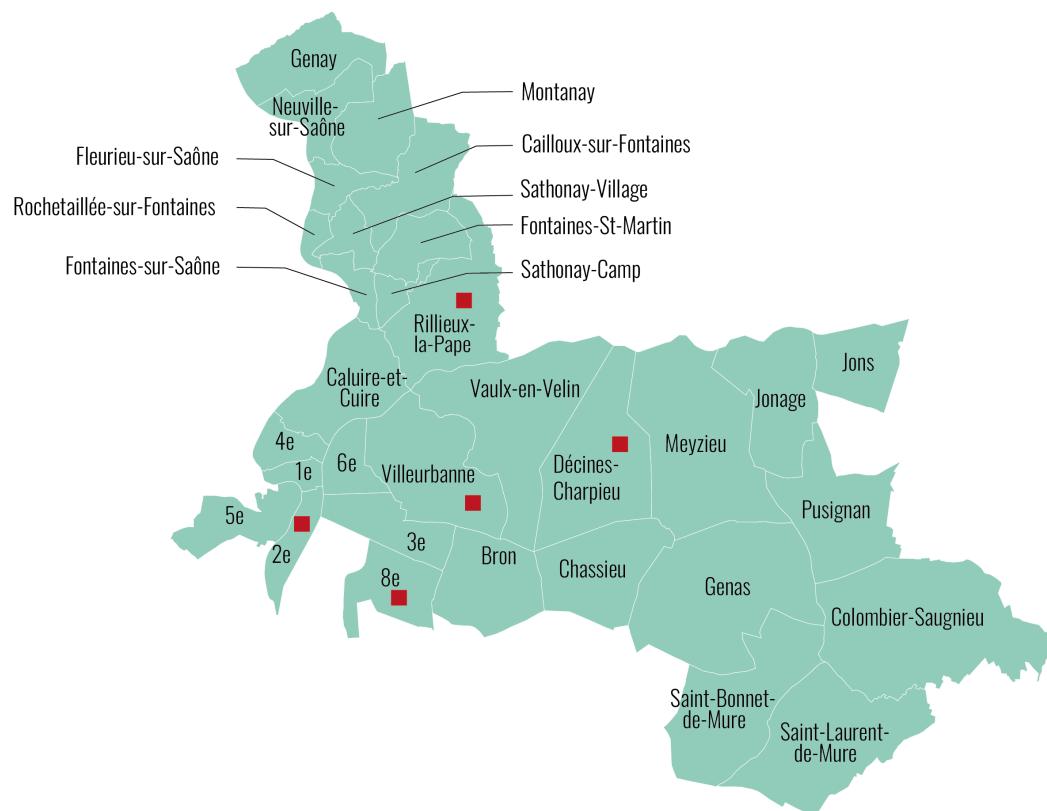 Genay
Montanay
Neuville-
sur-Saône
Fleurieu-sur-Saône
Cailloux-sur-Fontaines
Rochetaillée-sur-Fontaines
Sathonay-Village
Fontaines-St-Martin
Fontaines-sur-Saône
Sathonay-Camp
Rillieux-
la-Pape
Jons
Caluire-et-
Cuire
Vaulx-en-Velin
Jonage
4e
1e
6e
Villeurbanne
Décines-
Charpieu
Meyzieu
Pusignan
5e
2e
3e
8e
Bron
Chassieu
Genas
Colombier-Saugnieu
Saint-Bonnet-
de-Mure
Saint-Laurent-
de-Mure